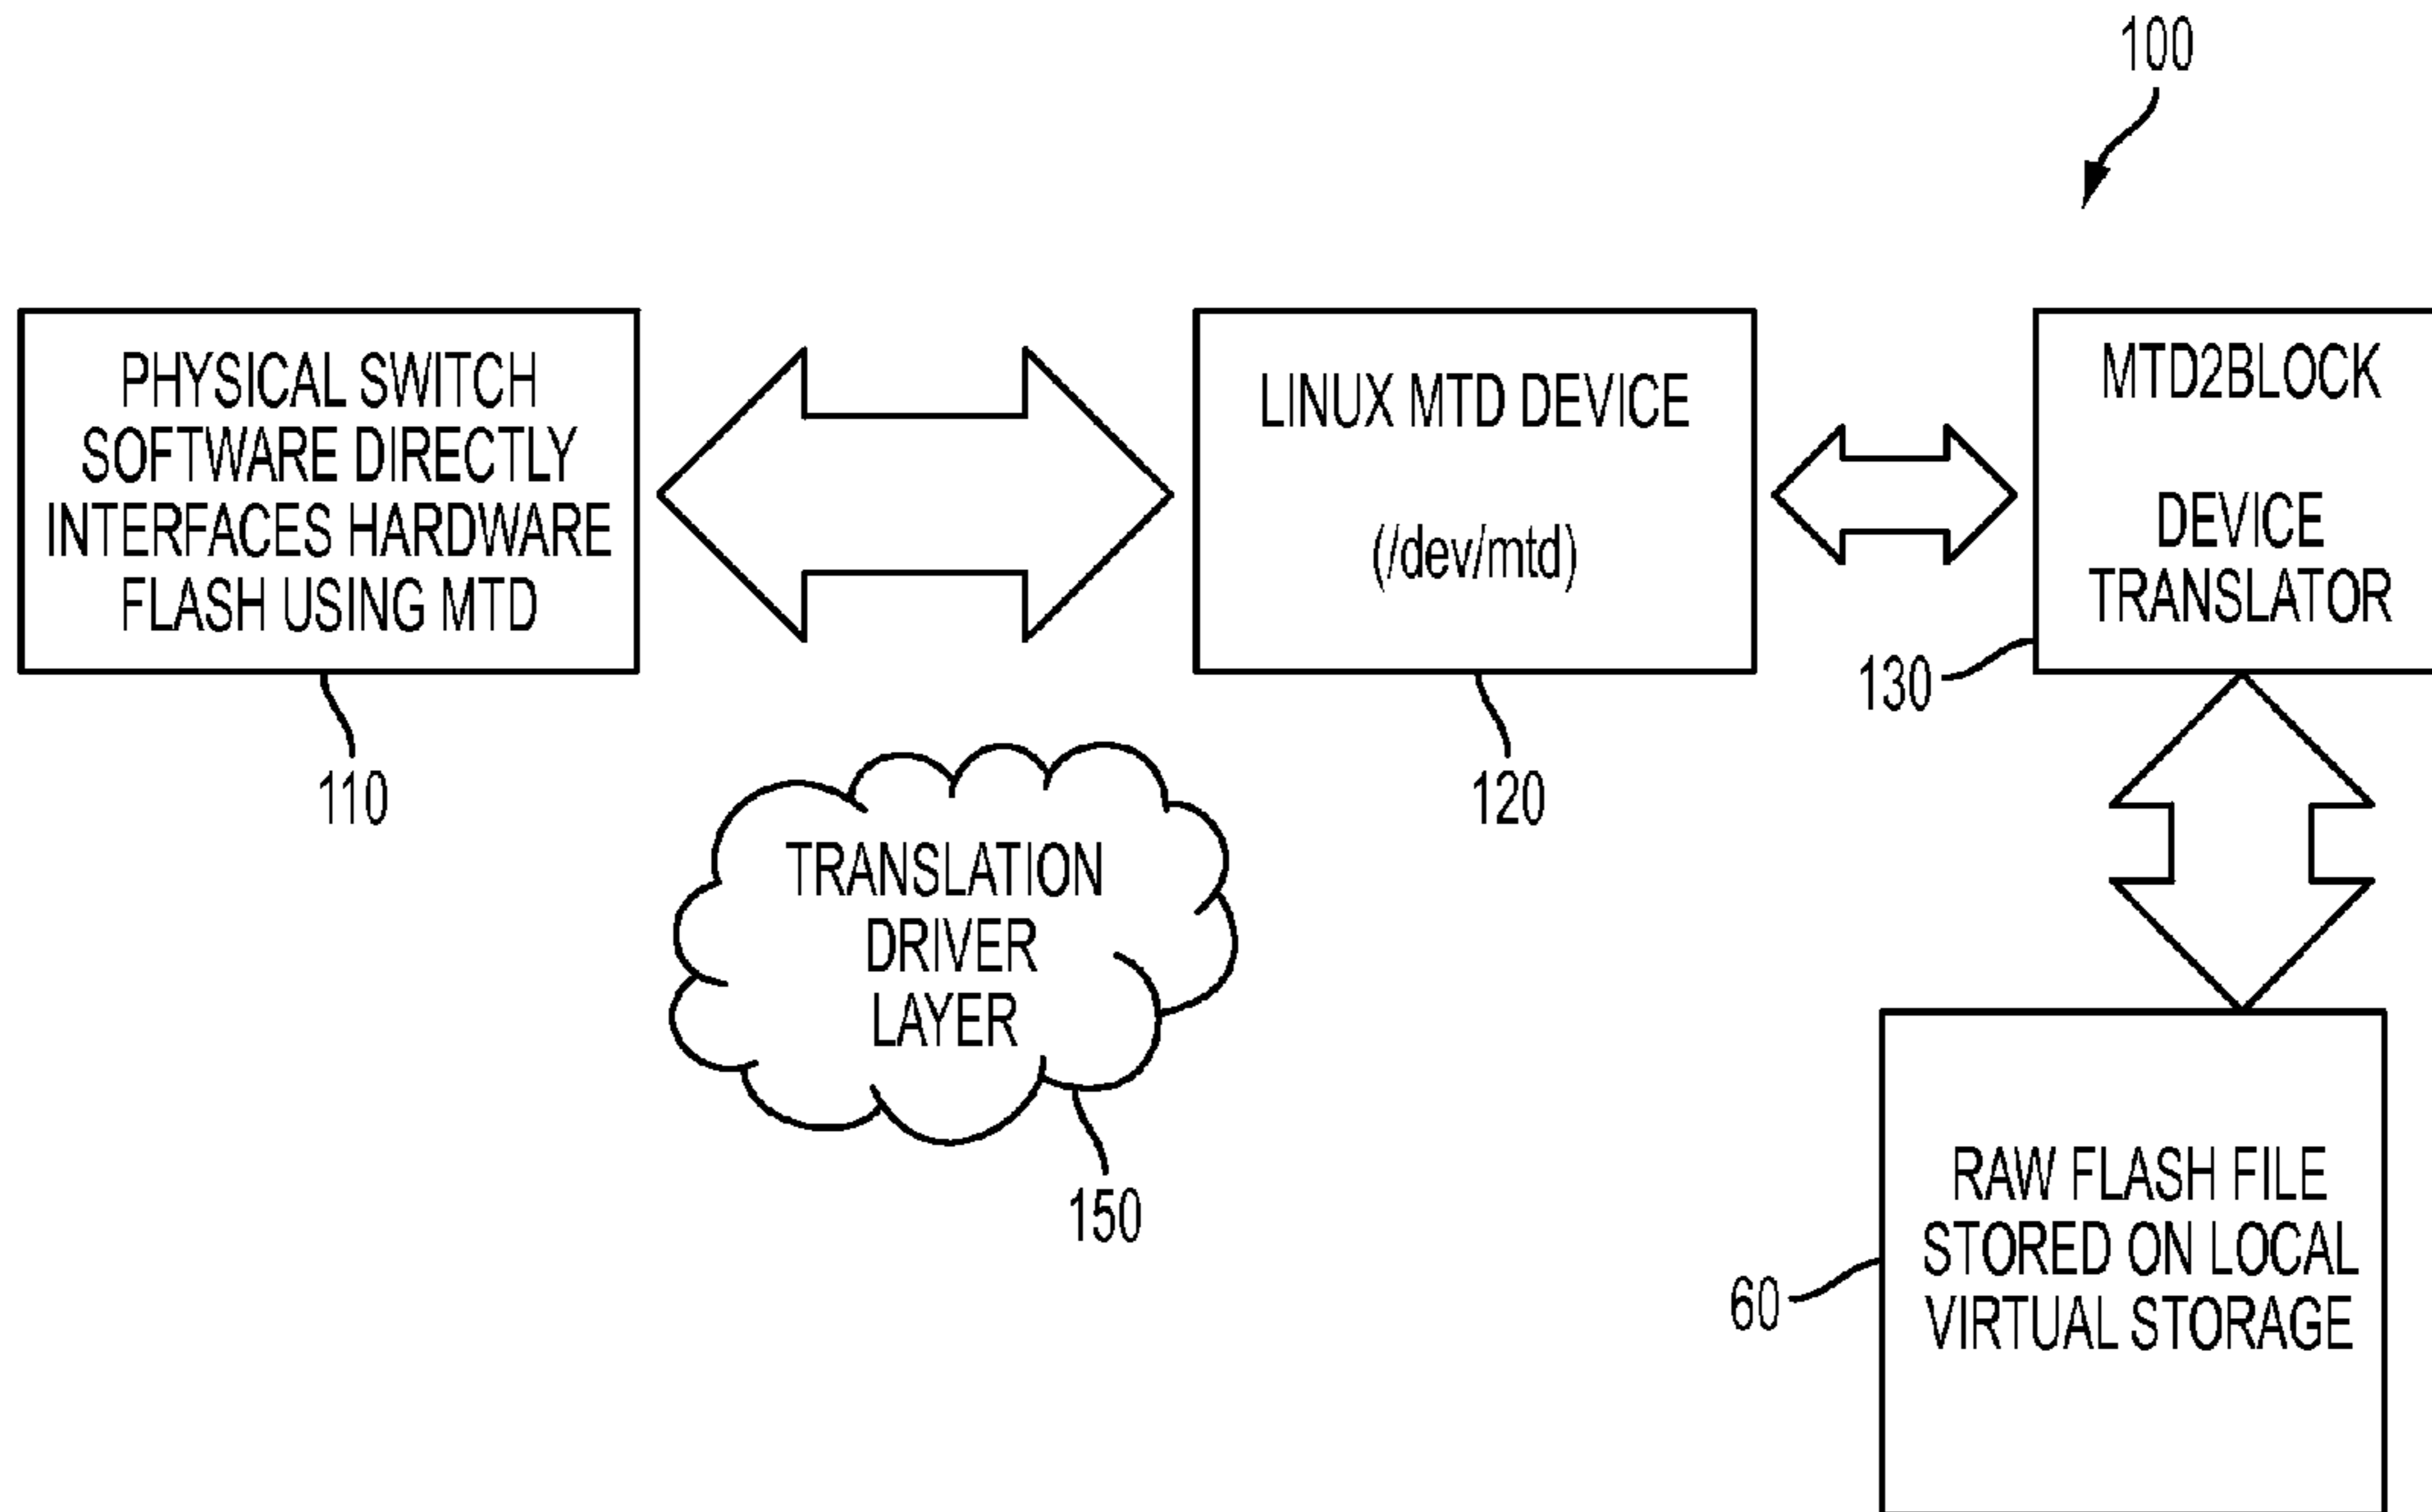 100
PHYSICAL SWITCH
SOFTWARE DIRECTLY
INTERFACES HARDWARE
FLASH USING MTD
110
LINUX MTD DEVICE
(/dev/mtd)
120
MTD2BLOCK
DEVICE
TRANSLATOR
130
TRANSLATION
DRIVER
LAYER
150
RAW FLASH FILE
STORED ON LOCAL
VIRTUAL STORAGE
60